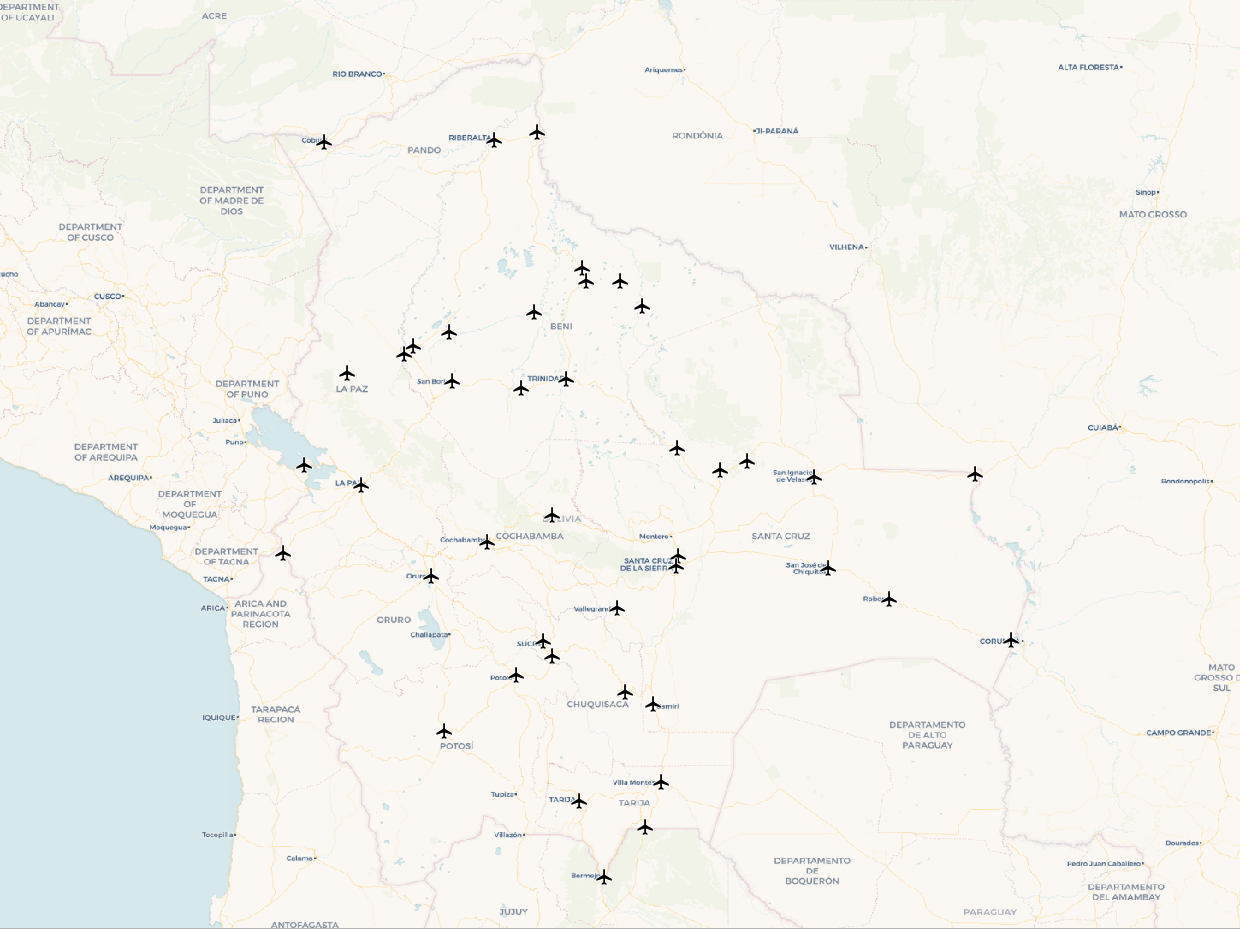 DEPARTMENT
OF UCAYALI
ACRE
RIO BRANCO
Ariquemes
ALTA FLORESTA
RIBERALTA
PANDO
RONDÔNIA
JI-PARANÁ
DEPARTMENT
OF MADRE DE
DIOS
Sinop
MATO GROSSO
DEPARTMENT
OF CUSCO
VILHENA
CUSCO
Abancay
DEPARTMENT
OF APURÍMAC
BENI
DEPARTMENT
OF PUNO
LA PAZ
TRINIDAD
Juliaca
Puno
CUIABÁ
DEPARTMENT
OF AREQUIPA
AREQUIPA
LA PAZ
San Ignacio
de Velasco
Rondonópolis
DEPARTMENT
OF
MOQUEGUA
Moquegua
BOLIVIA
Cochabamba
COCHABAMBA
Montero
SANTA CRUZ
DEPARTMENT
OF TACNA
TACNA
SANTA CRUZ
DE LA SIERRA
San José de
Chiquitos
Oruro
ARICA
ARICA AND
PARINACOTA
REGION
ORURO
Challapata
Vallegrande
SUCRE
Potosí
MATO
GROSSO D
SUL
IQUIQUE
TARAPACÁ
REGION
CHUQUISACA
Camiri
POTOSÍ
DEPARTAMENTO
DE ALTO
PARAGUAY
CAMPO GRANDE
Villa Montes
Tupiza
TARIJA
TARIJA
Tocopilla
Villazón
Calama
Dourados
DEPARTAMENTO
DE
BOQUERÓN
Pedro Juan Caballero
Bermejo
DEPARTAMENTO
DEL AMAMBAY
JUJUY
PARAGUAY
ANTOFAGASTA